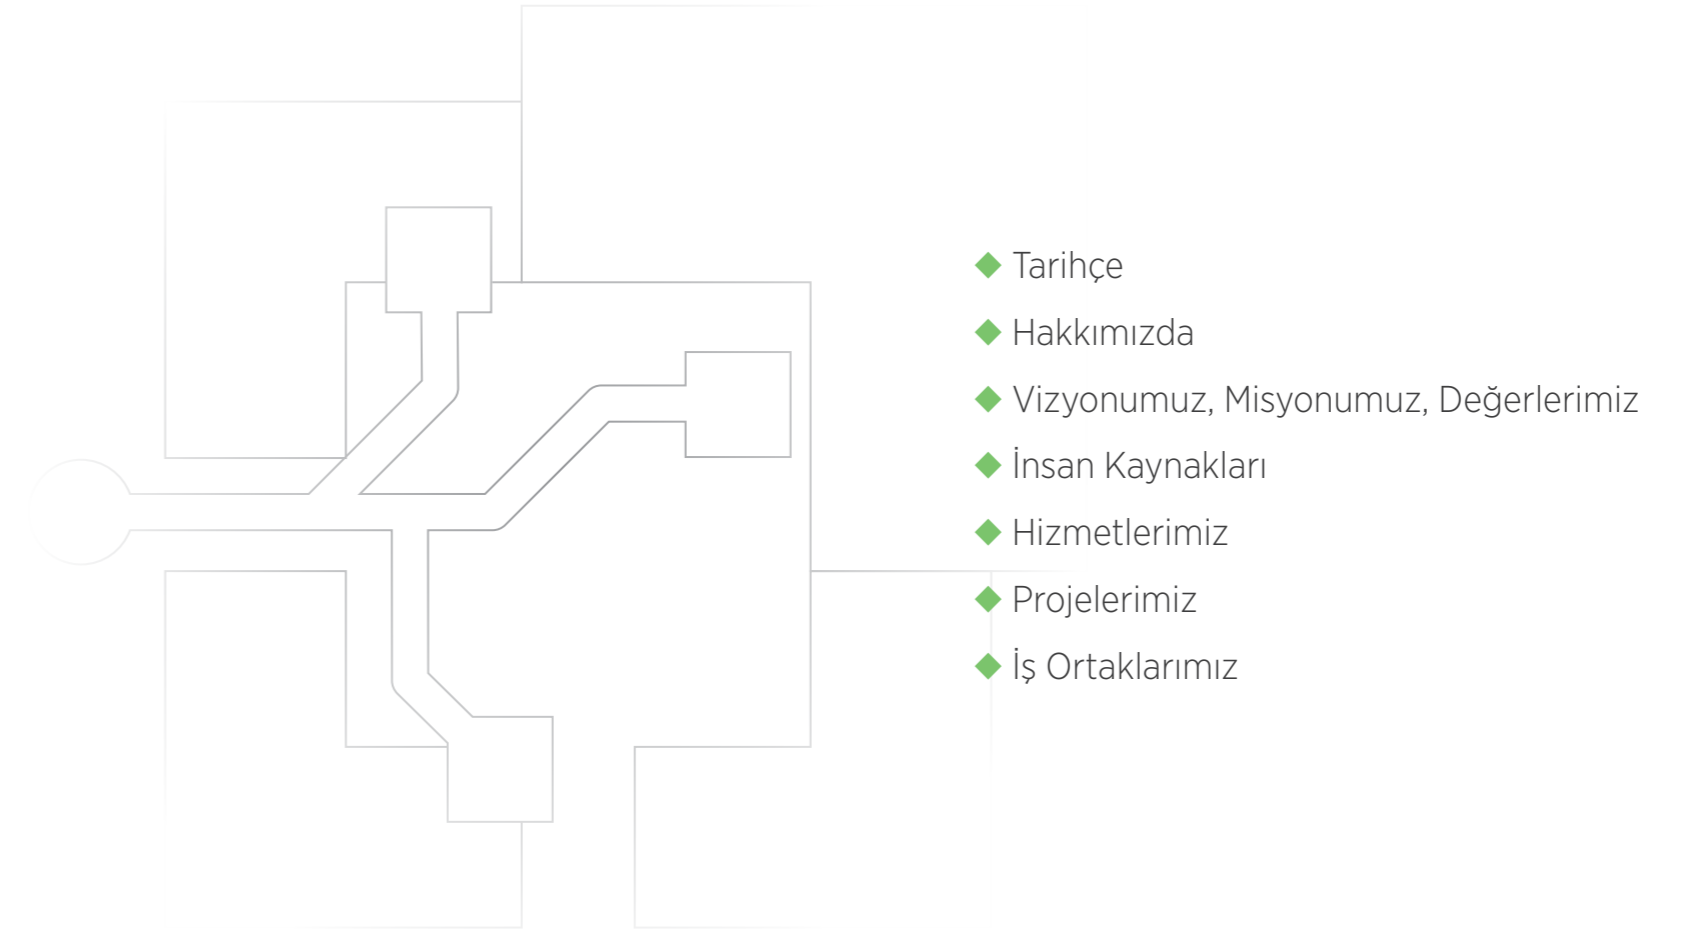 Tarihçe
Hakkımızda
Vizyonumuz, Misyonumuz, Değerlerimiz
İnsan Kaynakları
Hizmetlerimiz
Projelerimiz
İş Ortaklarımız